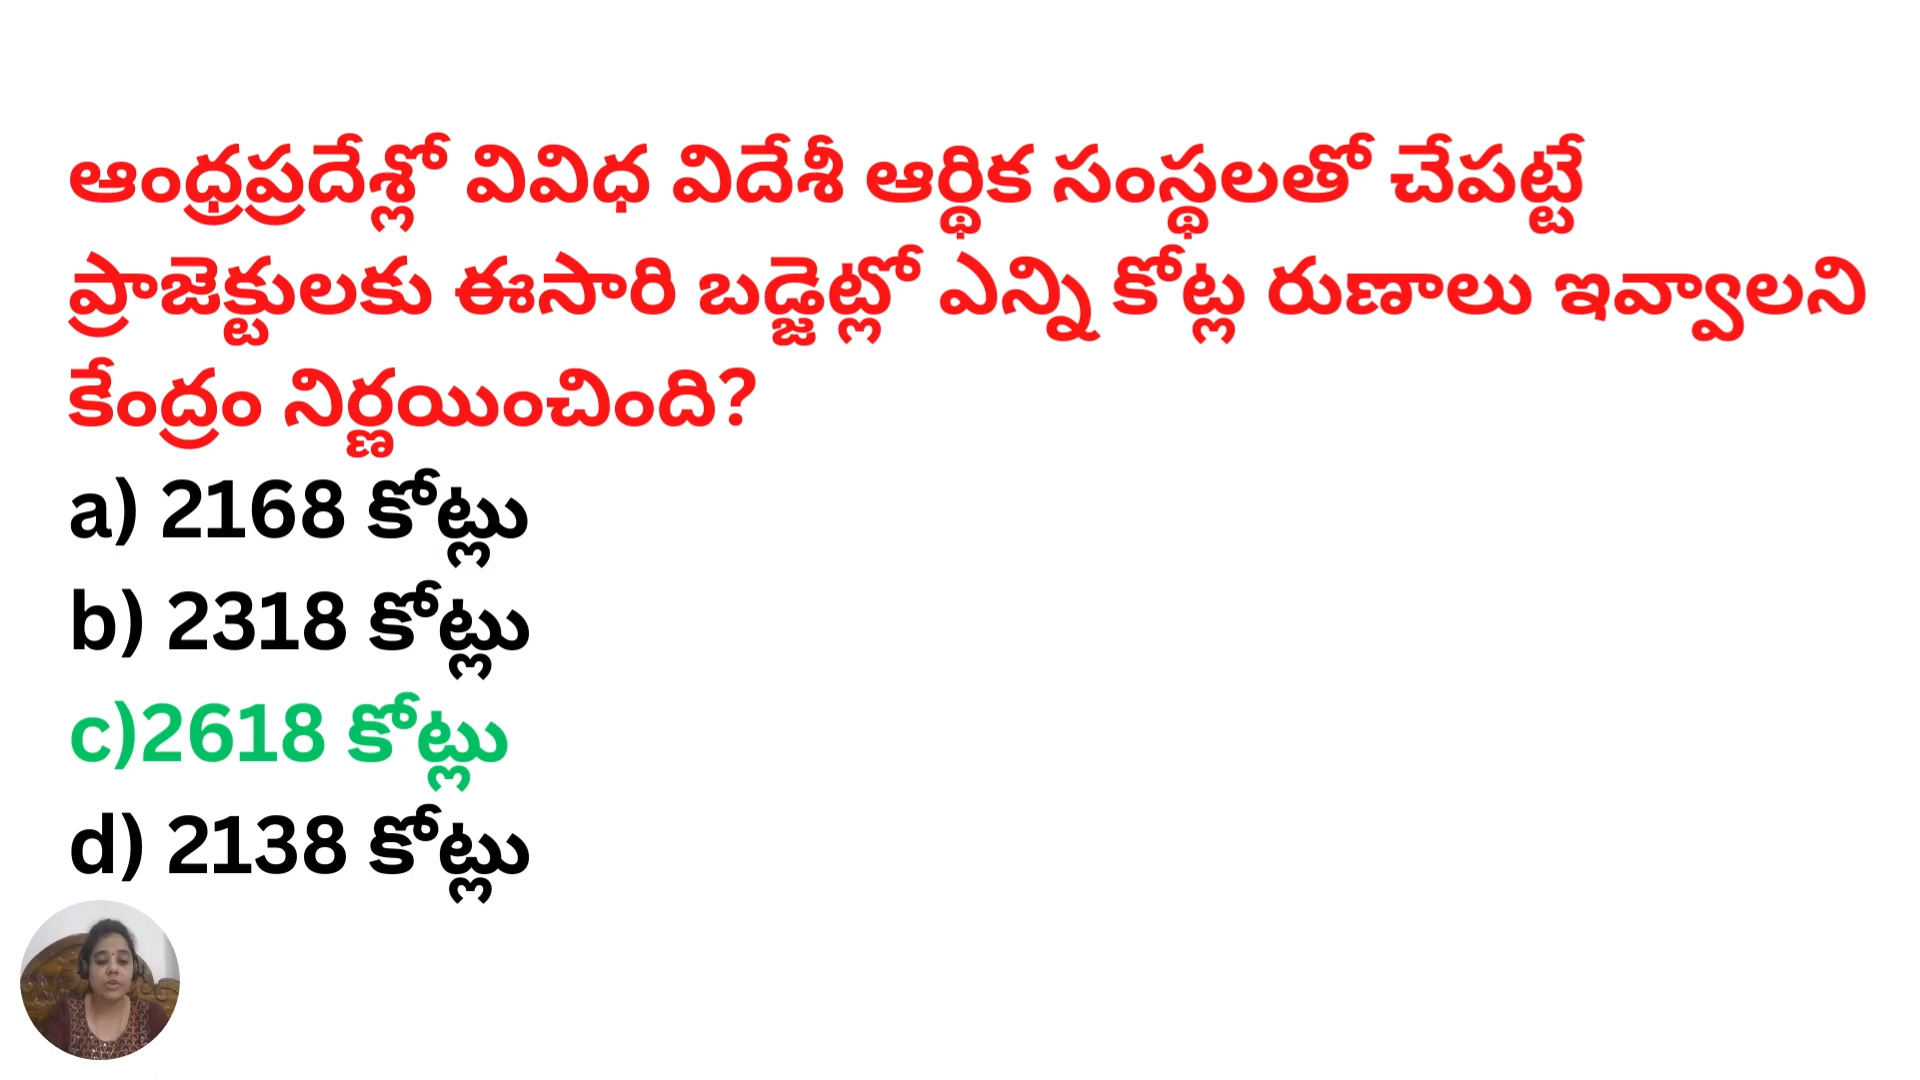 ఆంధ్రప్రదేశ్లో వివిధ విదేశీ ఆర్థిక సంస్థలతో చేపట్టే
ప్రాజెక్టులకు ఈసారి బడ్జెట్లో ఎన్ని కోట్ల రుణాలు ఇవ్వాలని
కేంద్రం నిర్ణయించింది?
a) 2168 కోట్లు
b) 2318 కోట్లు
c)2618 కోట్లు
d) 2138 కోట్లు